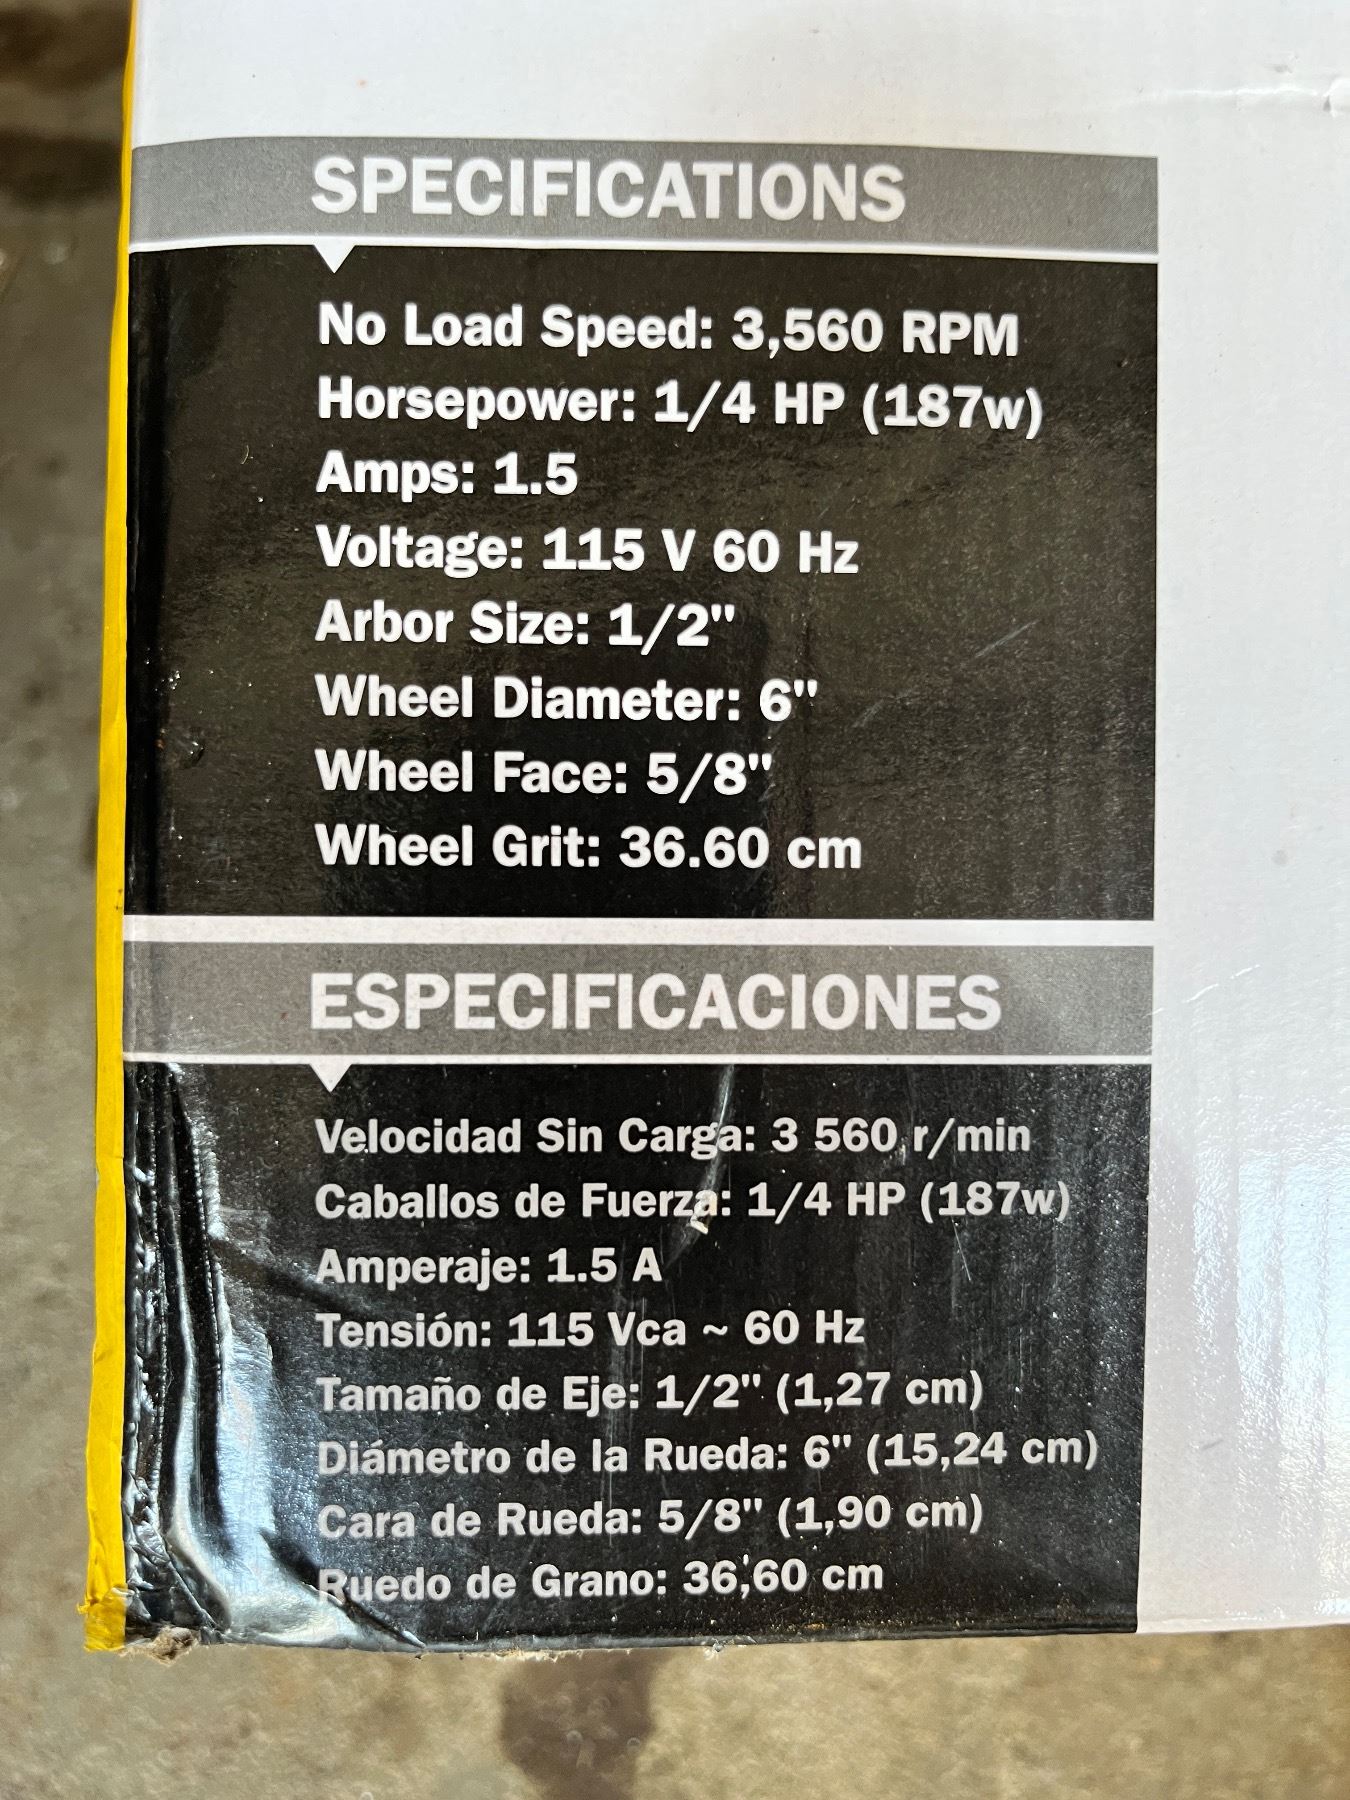 SPECIFICATIONS
No Load Speed: 3,560 RPM
Horsepower: 1/4 HP (187w)
Amps: 1.5
Voltage: 115 V 60 Hz
Arbor Size: 1/2"
Wheel Diameter: 6"
Wheel Face: 5/8"
Wheel Grit: 36.60 cm
ESPECIFICACIONES
Velocidad Sin Carga: 3 560 r/min
Caballos de Fuerza: 1/4 HP (187w)
Amperaje: 1.5 A
Tensión: 115 Vca ~ 60 Hz
Tamaño de Eje: 1/2" (1,27 cm)
Diámetro de la Rueda: 6" (15,24 cm)
Cara de Rueda: 5/8" (1,90 cm)
Ruedo de Grano: 36,60 cm